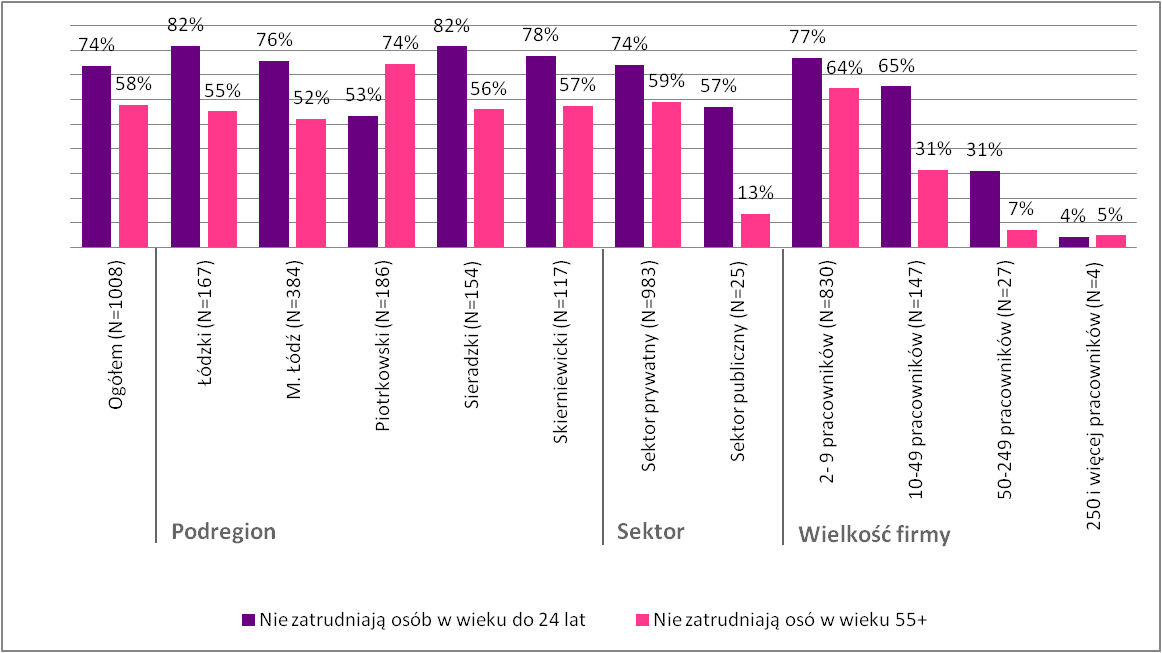 74% 58%
82% 55%
76% 52%
53% 74%
82% 56%
78% 57%
74% 59%
57% 13%
77% 64%
65% 31%
31% 7%
4% 5%
Ogółem (N=1008)
Łódzki (N=167)
M. Łódź (N=384)
Piotrkowski (N=186)
Sieradzki (N=154)
Skierniewicki (N=117)
Sektor prywatny (N=983)
Sektor publiczny (N=25)
2- 9 pracowników (N=830)
10-49 pracowników (N=147)
50-249 pracowników (N=27)
250 i więcej pracowników (N=4)
Podregion
Sektor
Wielkość firmy
Nie zatrudniają osób w wieku do 24 lat
Nie zatrudniają osó w wieku 55+